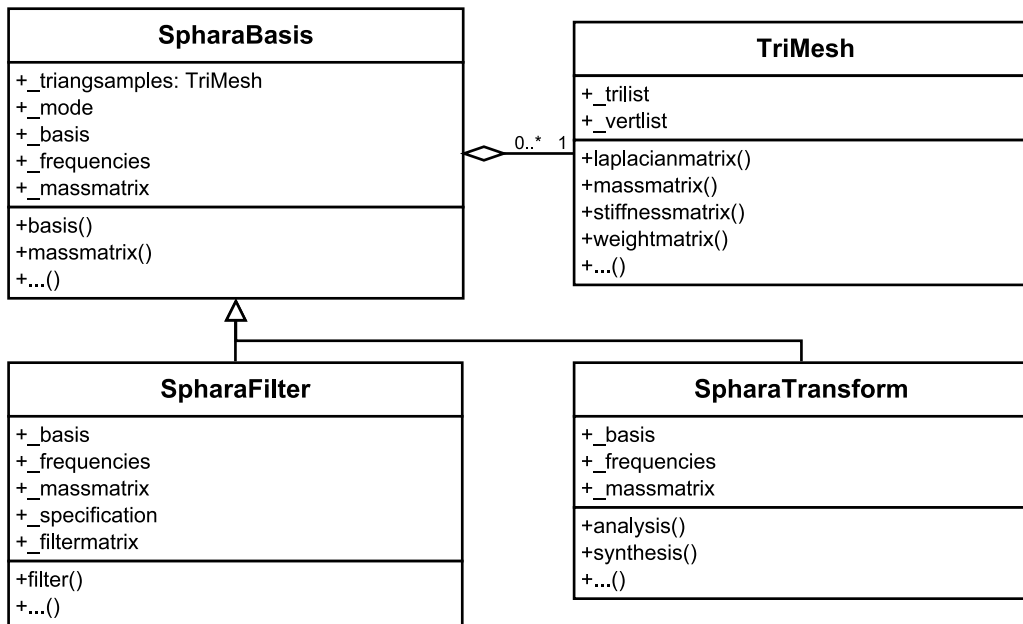 SpharaBasis
+_triangsamples: TriMesh
+_mode
+_basis
+_frequencies
+_massmatrix
+basis()
+massmatrix()
+...()
0..* 1
TriMesh
+_trilist
+_vertlist
+laplacianmatrix()
+massmatrix()
+stiffnessmatrix()
+weightmatrix()
+...()
SpharaFilter
+_basis
+_frequencies
+_massmatrix
+_specification
+_filtermatrix
+filter()
+...()
SpharaTransform
+_basis
+_frequencies
+_massmatrix
+analysis()
+synthesis()
+...()